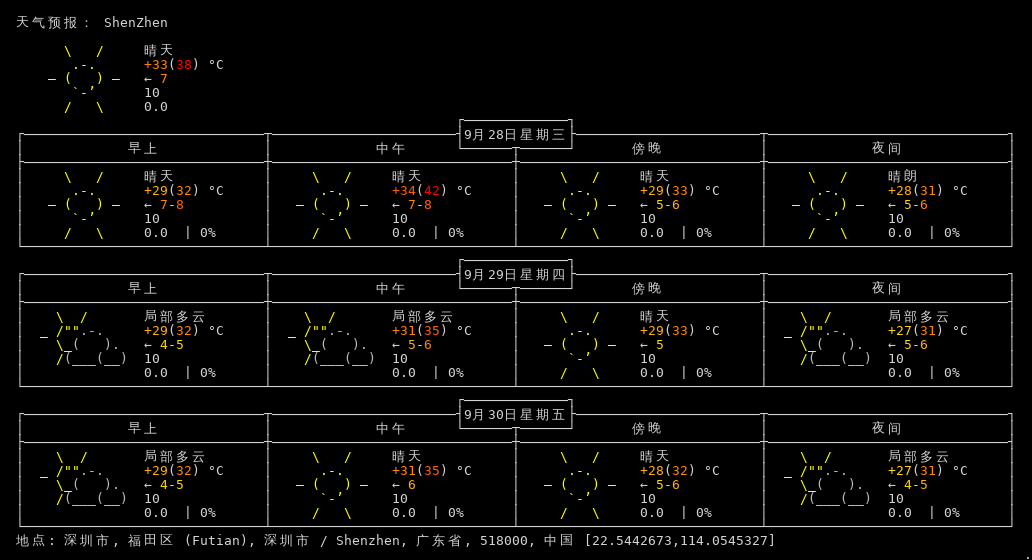 天气预报： ShenZhen
晴天
+33(38) °C
← 7
10
0.0
9月28日星期三
早上 中午 傍晚 夜间
晴天 晴天 晴天 晴朗
+29(32) °C +34(42) °C +29(33) °C +28(31) °C
← 7-8 ← 7-8 ← 5-6 ← 5-6
10 10 10 10
0.0 | 0% 0.0 | 0% 0.0 | 0% 0.0 | 0%
9月29日星期四
早上 中午 傍晚 夜间
局部多云 局部多云 晴天 局部多云
+29(32) °C +31(35) °C +29(33) °C +27(31) °C
← 4-5 ← 5-6 ← 5 ← 5-6
10 10 10 10
0.0 | 0% 0.0 | 0% 0.0 | 0% 0.0 | 0%
9月30日星期五
早上 中午 傍晚 夜间
局部多云 晴天 晴天 局部多云
+29(32) °C +31(35) °C +28(32) °C +27(31) °C
← 4-5 ← 6 ← 5-6 ← 4-5
10 10 10 10
0.0 | 0% 0.0 | 0% 0.0 | 0% 0.0 | 0%
地点: 深圳市, 福田区 (Futian), 深圳市 / Shenzhen, 广东省, 518000, 中国 [22.5442673,114.0545327]